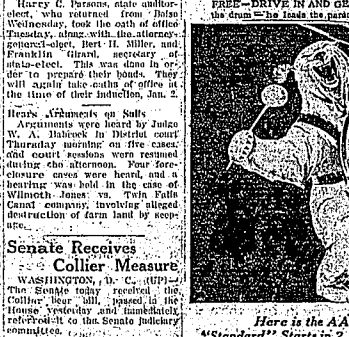 Harry C. Parsons, state auditor-
elect, who returned from Boise
Wednesday, took the oath of office
Tuesday, along with the attorney-
general-elect, Bert H. Miller, and
Franklin Girard, secretary of
state-elect. This was done in or-
der to prepare their bonds. They
will again take oaths of office at
the time of their induction, Jan. 2.
Hears Arguments on Suits
Arguments were heard by Judge
W. A. Babcock in District court
Thursday morning on five cases,
and court sessions were resumed
during the afternoon. Four fore-
closure cases were heard, and a
hearing was held in the case of
Wilmoth Jones vs. Twin Falls
Canal company, involving alleged
destruction of farm land by seep-
age.
Senate Receives
Collier Measure
WASHINGTON, D. C., (UP)—
The Senate today received the
Collier beer bill, passed in the
House yesterday and immediately
referred it to the Senate judiciary
committee.
FREE—DRIVE IN AND GE
the drum — he leads the parad
Here is the AA
"Standard" Starts in 2